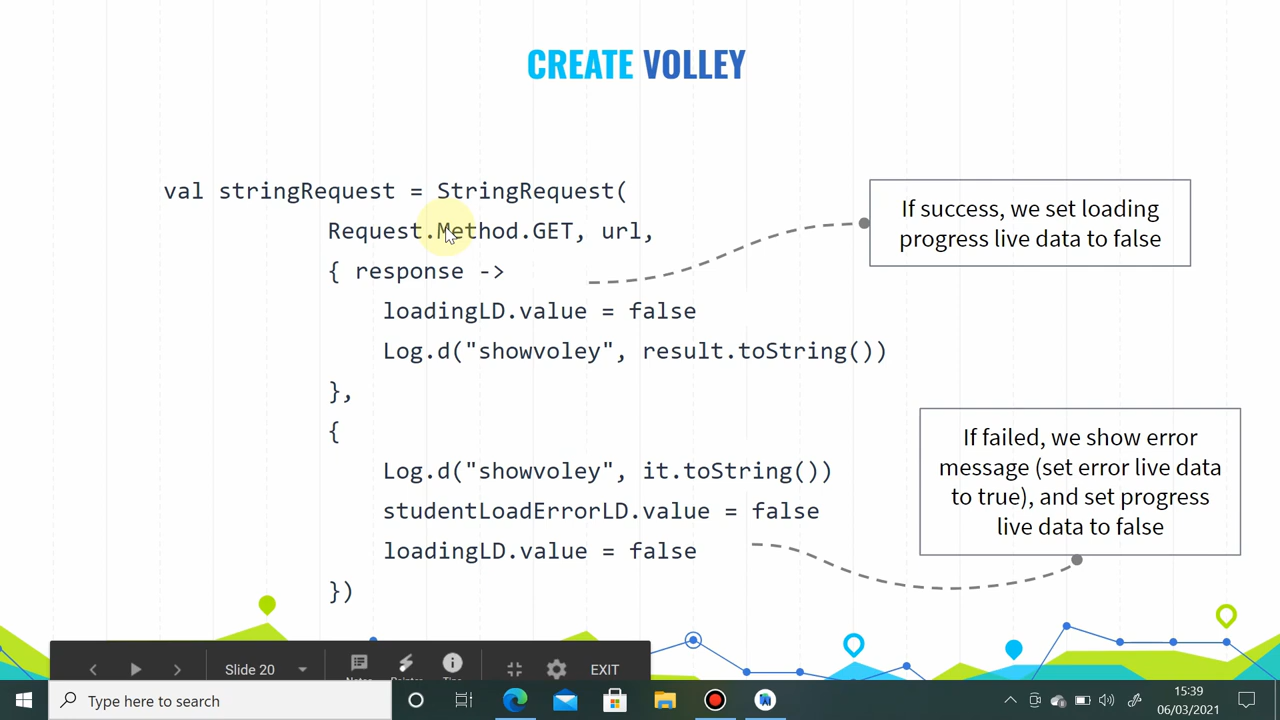 CREATE VOLLEY
val stringRequest = StringRequest(
Request.Method.GET, url,
{ response ->
loadingLD.value = false
Log.d("showvoley", result.toString())
},
{
Log.d("showvoley", it.toString())
studentLoadErrorLD.value = false
loadingLD.value = false
})
If success, we set loading
progress live data to false
If failed, we show error
message (set error live data
to true), and set progress
live data to false
Slide 20
Notes
Pointer
Tips
EXIT
Type here to search
15:39
06/03/2021